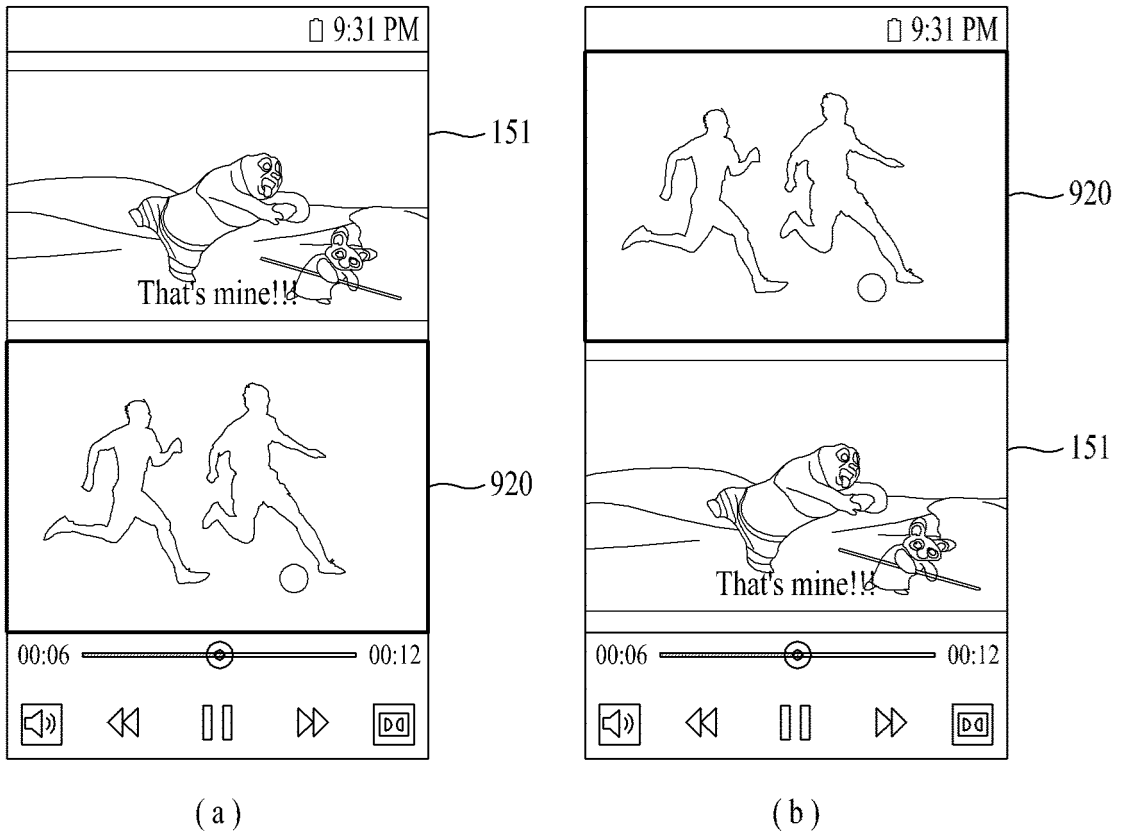 9:31 PM
151
That's mine!!!
920
00:06 00:12
( a )
9:31 PM
920
151
That's mine!!!
00:06 00:12
( b )